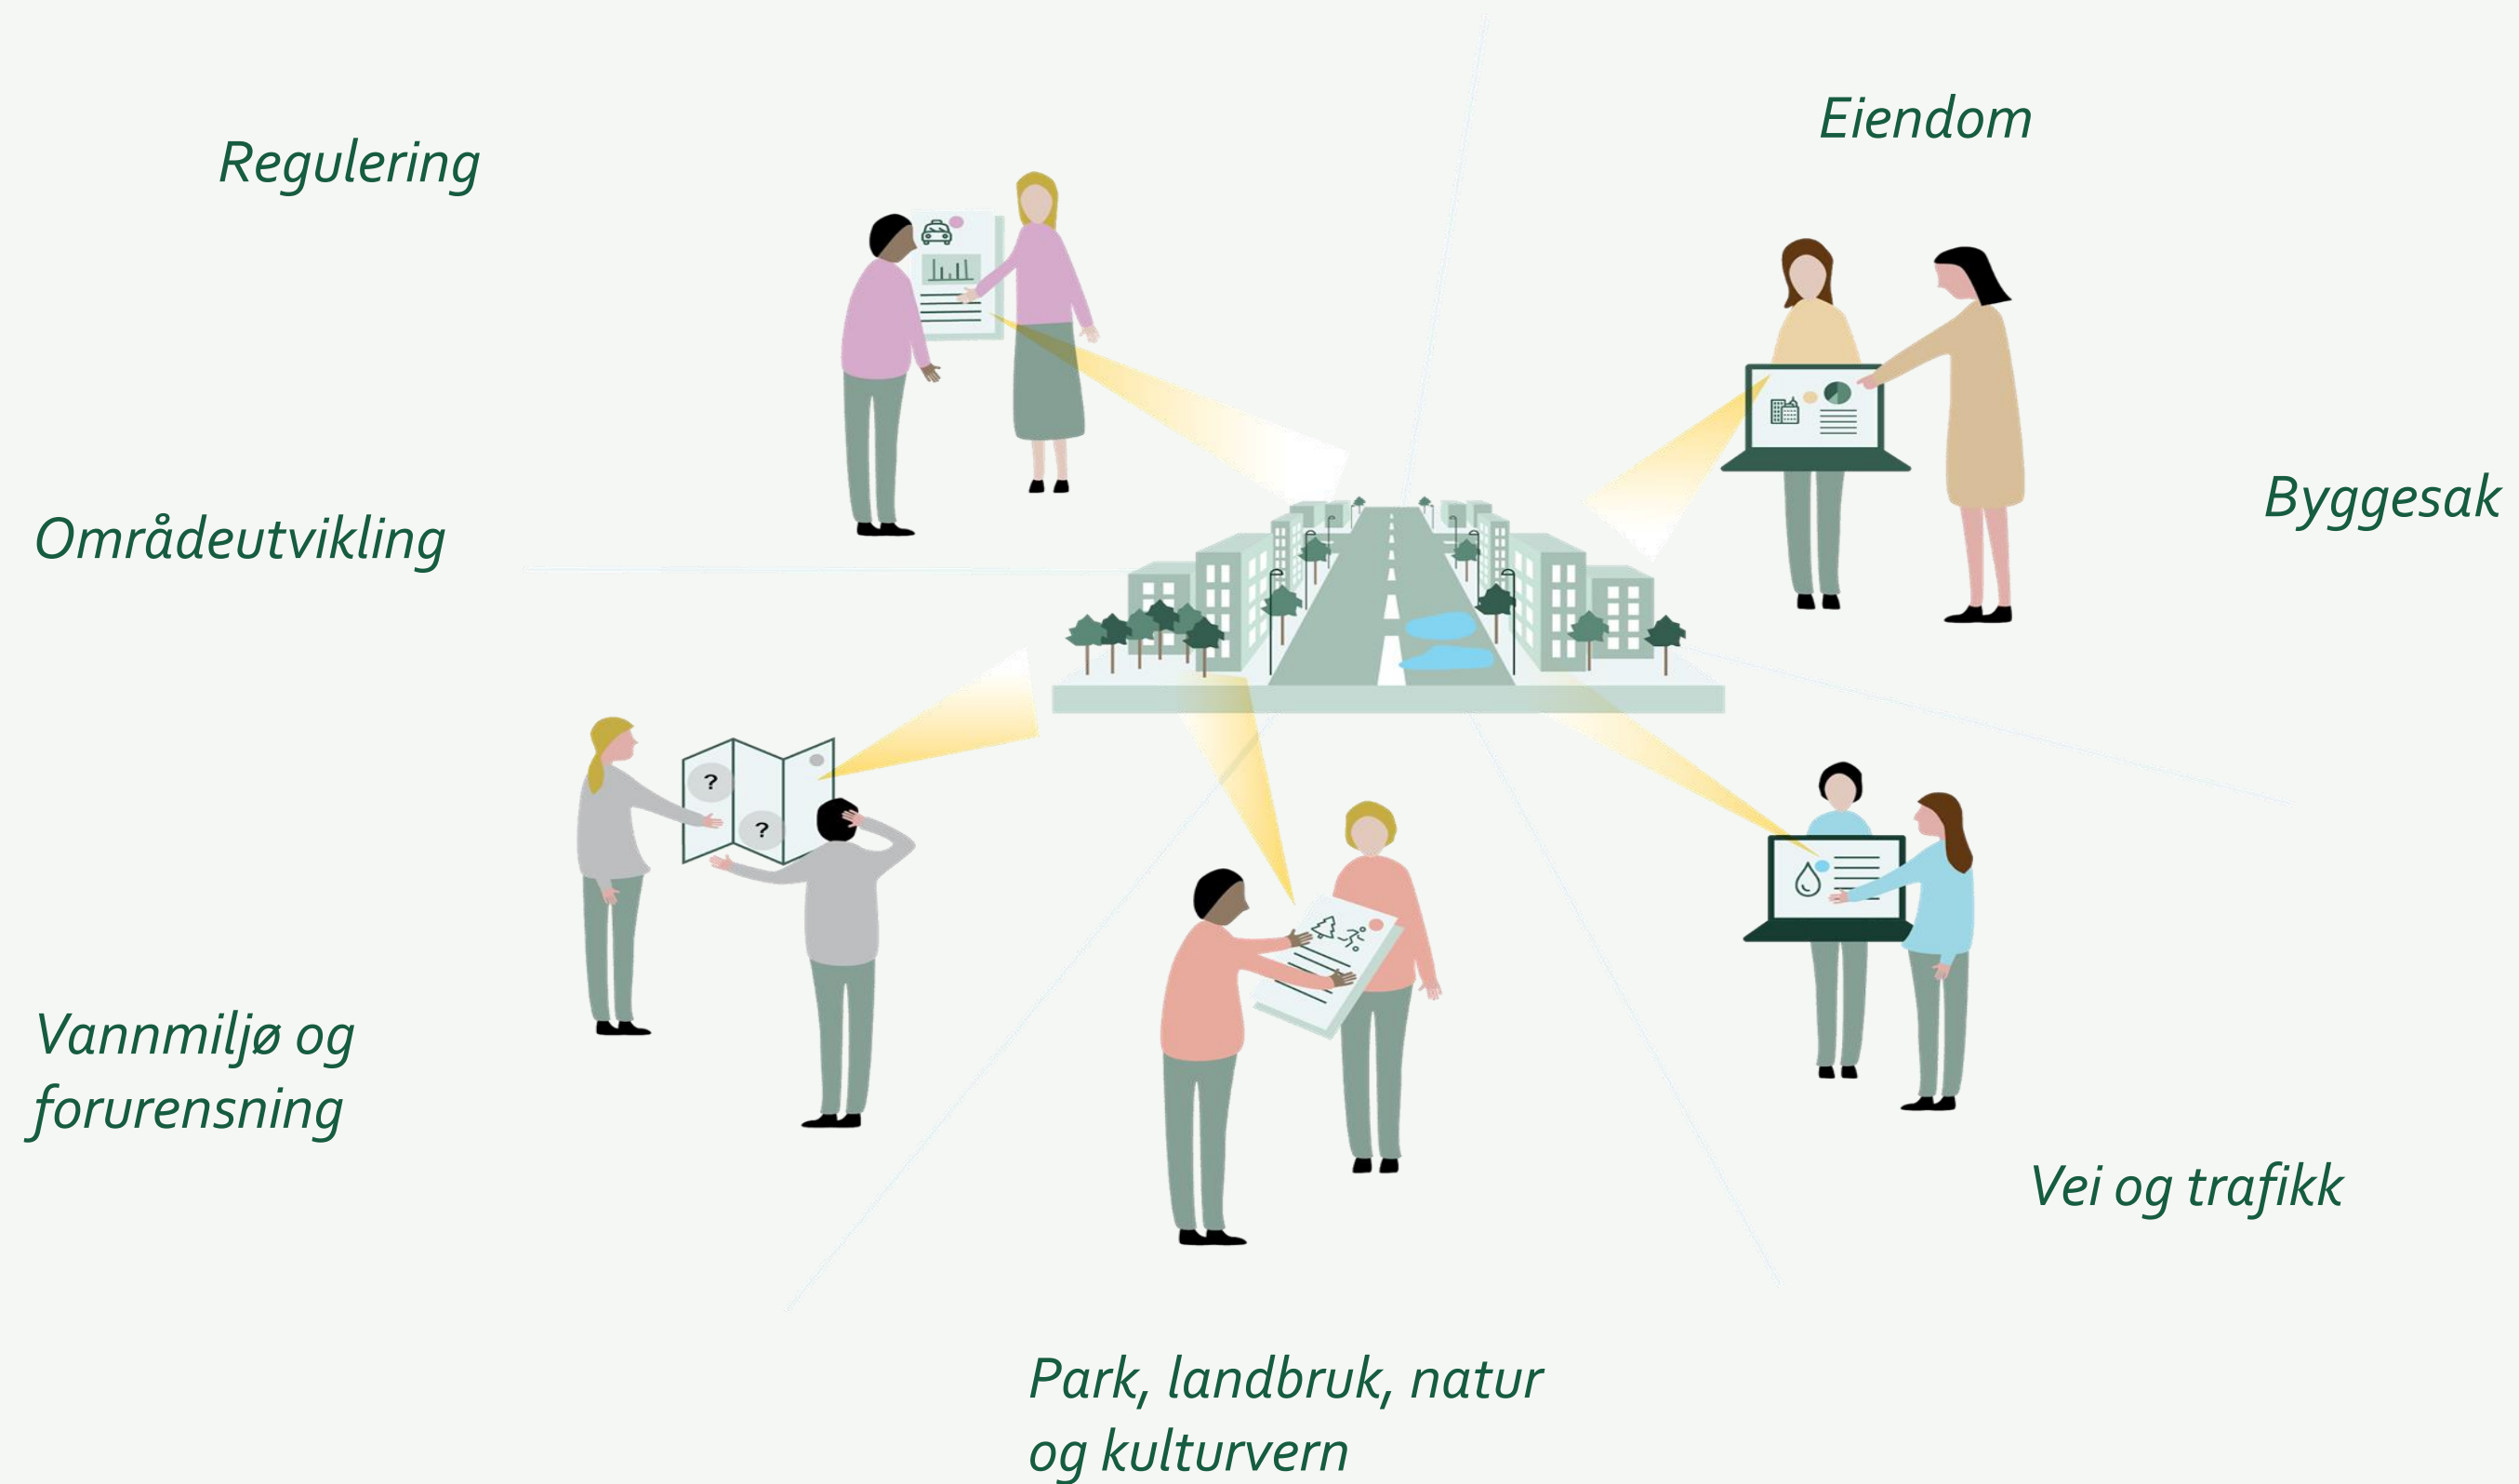 Eiendom
Regulering
Byggesak
Områdeutvikling
?
?
Vannmiljø og
forurensning
Vei og trafikk
Park, landbruk, natur
og kulturvern